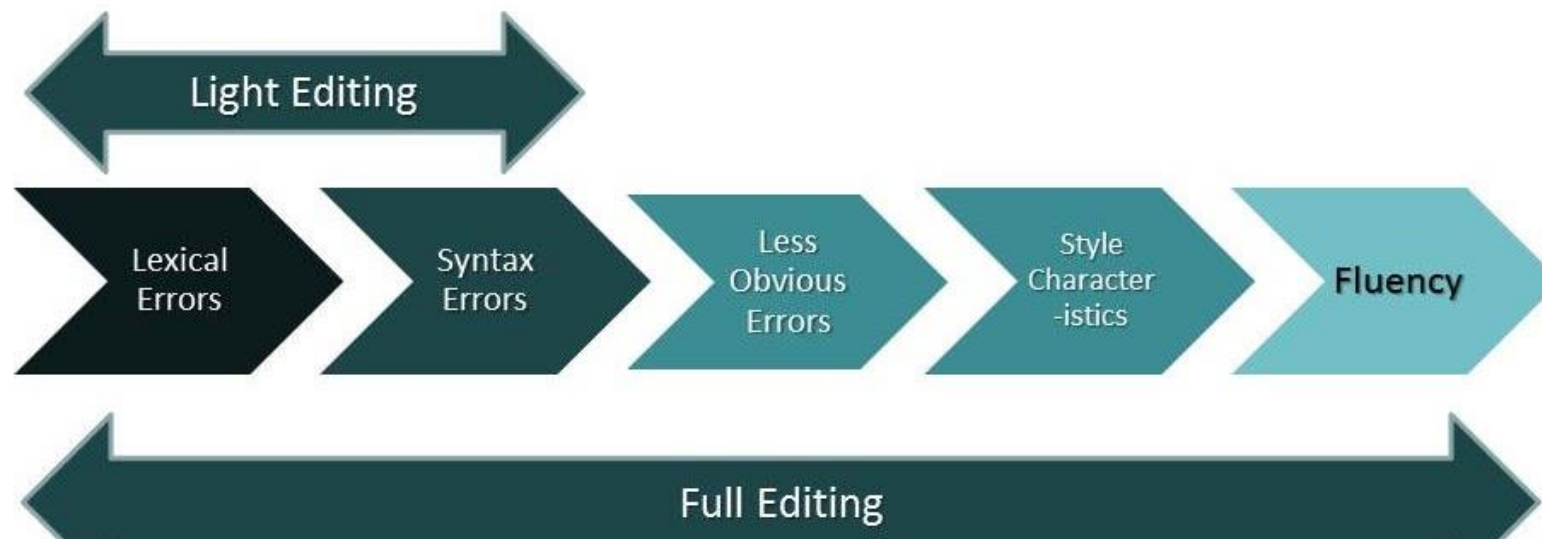 Light Editing
Lexical
Errors
Syntax
Errors
Less
Obvious
Errors
Style
Character
-istics
Fluency
Full Editing